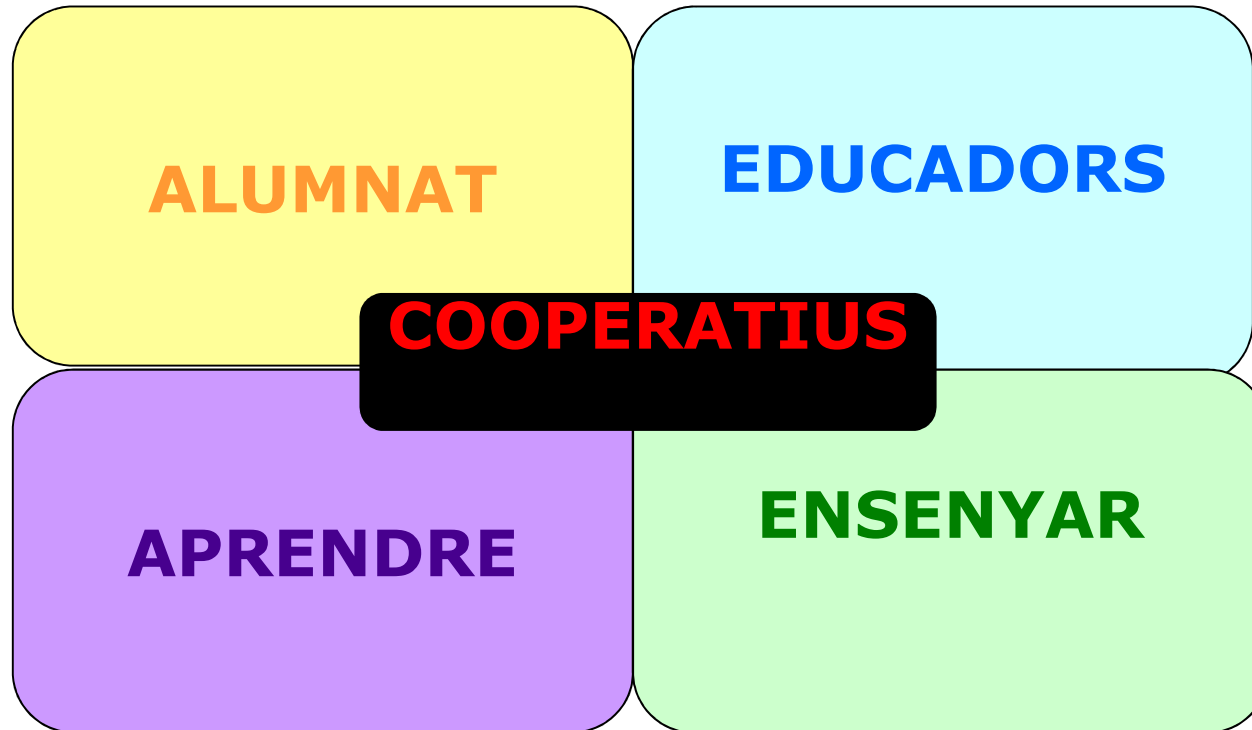 ALUMNAT
EDUCADORS
COOPERATIUS
APRENDRE
ENSENYAR